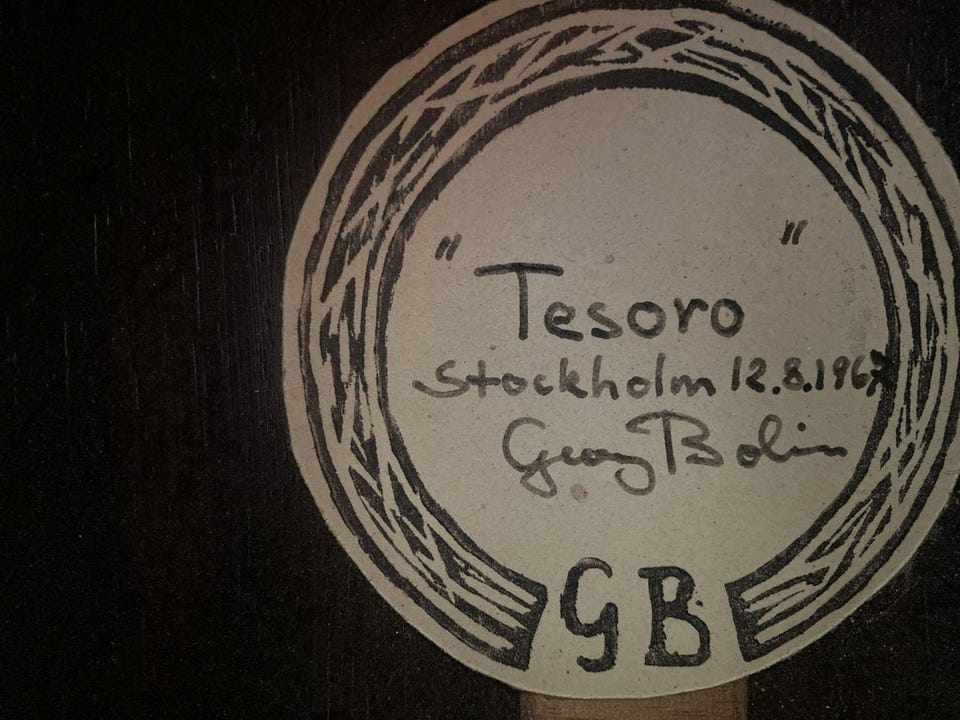 "Tesoro"
Stockholm 12.8.1967
Georg Bolin
GB